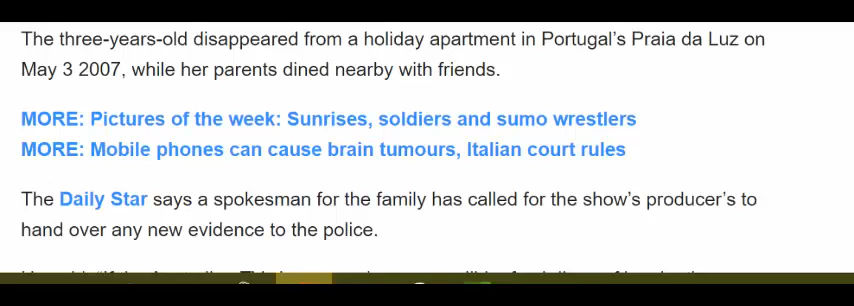 The three-years-old disappeared from a holiday apartment in Portugal's Praia da Luz on
May 3 2007, while her parents dined nearby with friends.
MORE: Pictures of the week: Sunrises, soldiers and sumo wrestlers
MORE: Mobile phones can cause brain tumours, Italian court rules
The Daily Star says a spokesman for the family has called for the show's producer's to
hand over any new evidence to the police.